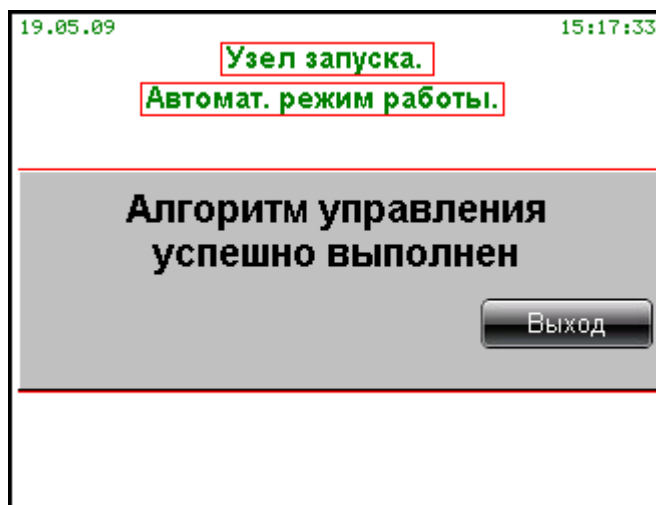 19.05.09 15:17:33
Узел запуска.
Автомат. режим работы.
Алгоритм управления
успешно выполнен
Выход